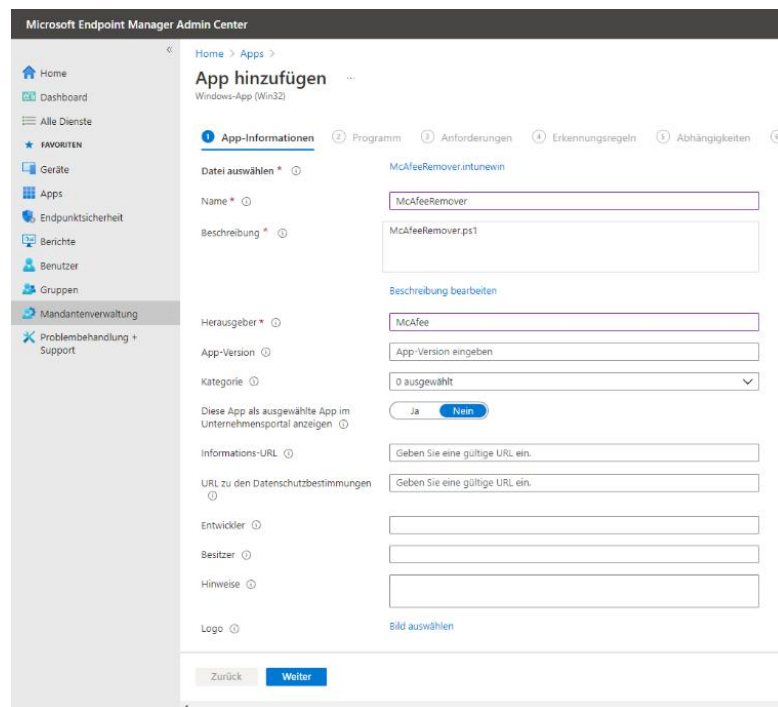 Microsoft Endpoint Manager Admin Center
«
Home
Dashboard
Alle Dienste
FAVORITEN
Geräte
Apps
Endpunktsicherheit
Berichte
Benutzer
Gruppen
Mandantenverwaltung
Problembehandlung +
Support
Home > Apps >
App hinzufügen ...
Windows-App (Win32)
1 App-Informationen 2 Programm 3 Anforderungen 4 Erkennungsregeln 5 Abhängigkeiten
Datei auswählen * McAfeeRemover.intunewin
Name * McAfeeRemover
Beschreibung * McAfeeRemover.ps1
Beschreibung bearbeiten
Herausgeber * McAfee
App-Version App-Version eingeben
Kategorie 0 ausgewählt
Diese App als ausgewählte App im
Unternehmensportal anzeigen Ja Nein
Informations-URL Geben Sie eine gültige URL ein.
URL zu den Datenschutzbestimmungen Geben Sie eine gültige URL ein.
Entwickler
Besitzer
Hinweise
Logo Bild auswählen
Zurück Weiter